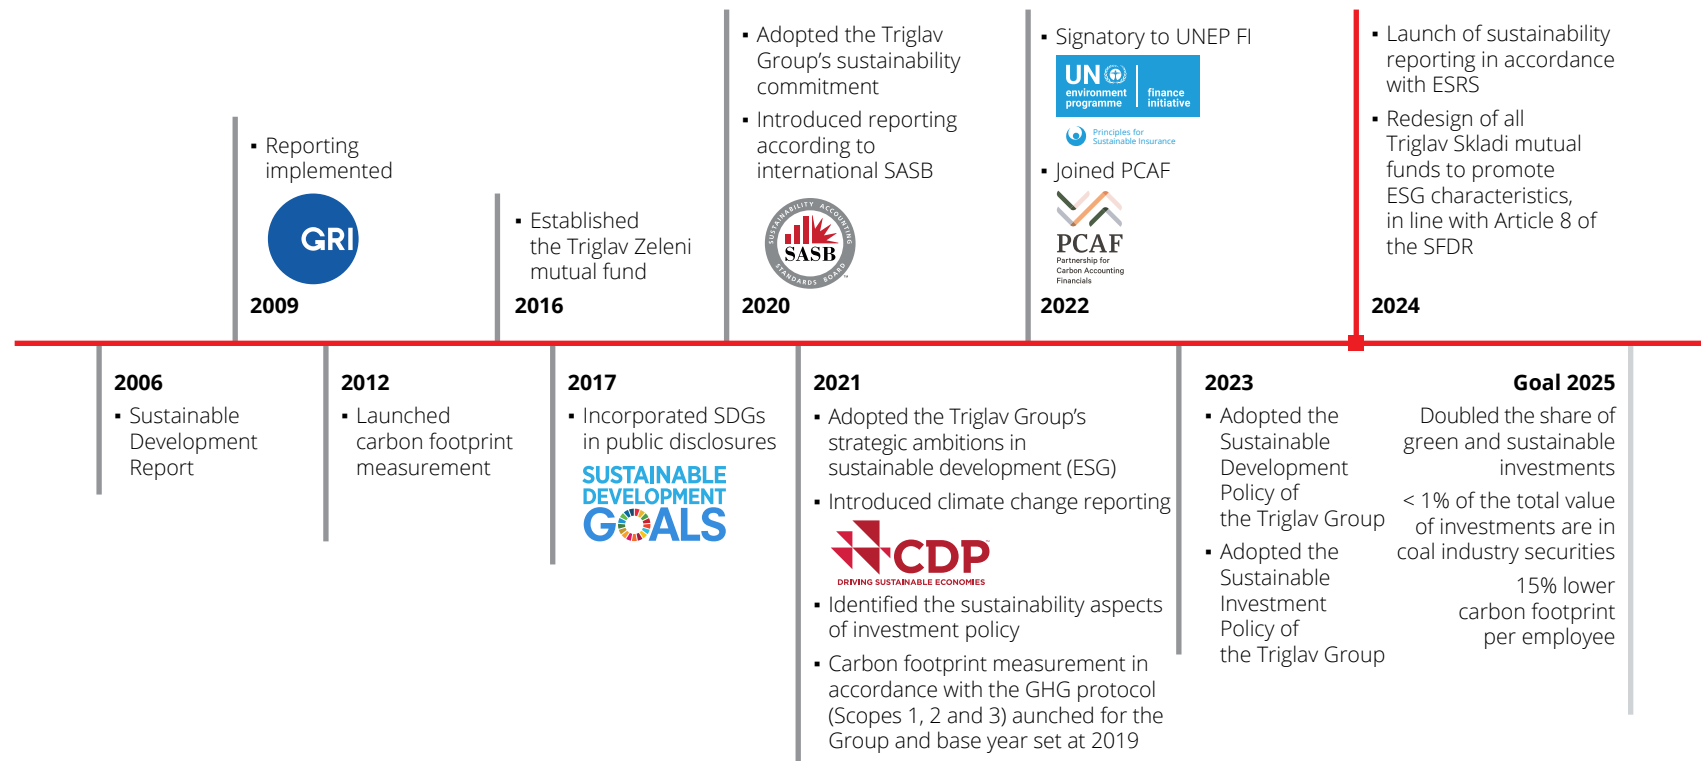 2006
▪ Sustainable
Development
Report
▪ Reporting
implemented
GRI
2009
2012
▪ Launched
carbon footprint
measurement
▪ Established
the Triglav Zeleni
mutual fund
2016
2017
▪ Incorporated SDGs
in public disclosures
SUSTAINABLE
DEVELOPMENT
GOALS
▪ Adopted the Triglav
Group’s sustainability
commitment
▪ Introduced reporting
according to
international SASB
SUSTAINABILITY ACCOUNTING
SASB
STANDARDS BOARD
TM
2020
2021
▪ Adopted the Triglav Group’s
strategic ambitions in
sustainable development (ESG)
▪ Introduced climate change reporting
CDP
DRIVING SUSTAINABLE ECONOMIES
▪ Identified the sustainability aspects
of investment policy
▪ Carbon footprint measurement in
accordance with the GHG protocol
(Scopes 1, 2 and 3) aunched for the
Group and base year set at 2019
▪ Signatory to UNEP FI
UN
environment
programme
finance
initiative
Principles for
Sustainable Insurance
▪ Joined PCAF
PCAF
Partnership for
Carbon Accounting
Financials
2022
2023
▪ Adopted the
Sustainable
Development
Policy of
the Triglav Group
▪ Adopted the
Sustainable
Investment
Policy of
the Triglav Group
▪ Launch of sustainability
reporting in accordance
with ESRS
▪ Redesign of all
Triglav Skladi mutual
funds to promote
ESG characteristics,
in line with Article 8 of
the SFDR
2024
Goal 2025
Doubled the share of
green and sustainable
investments
< 1% of the total value
of investments are in
coal industry securities
15% lower
carbon footprint
per employee